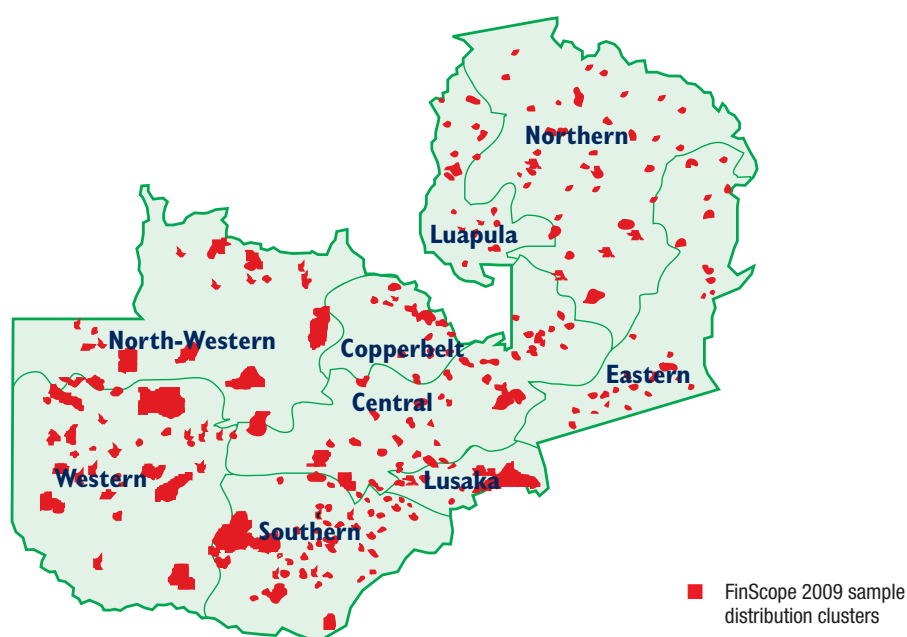 Northern
Luapula
North-Western
Copperbelt
Eastern
Central
Western
Lusaka
Southern
FinScope 2009 sample
distribution clusters